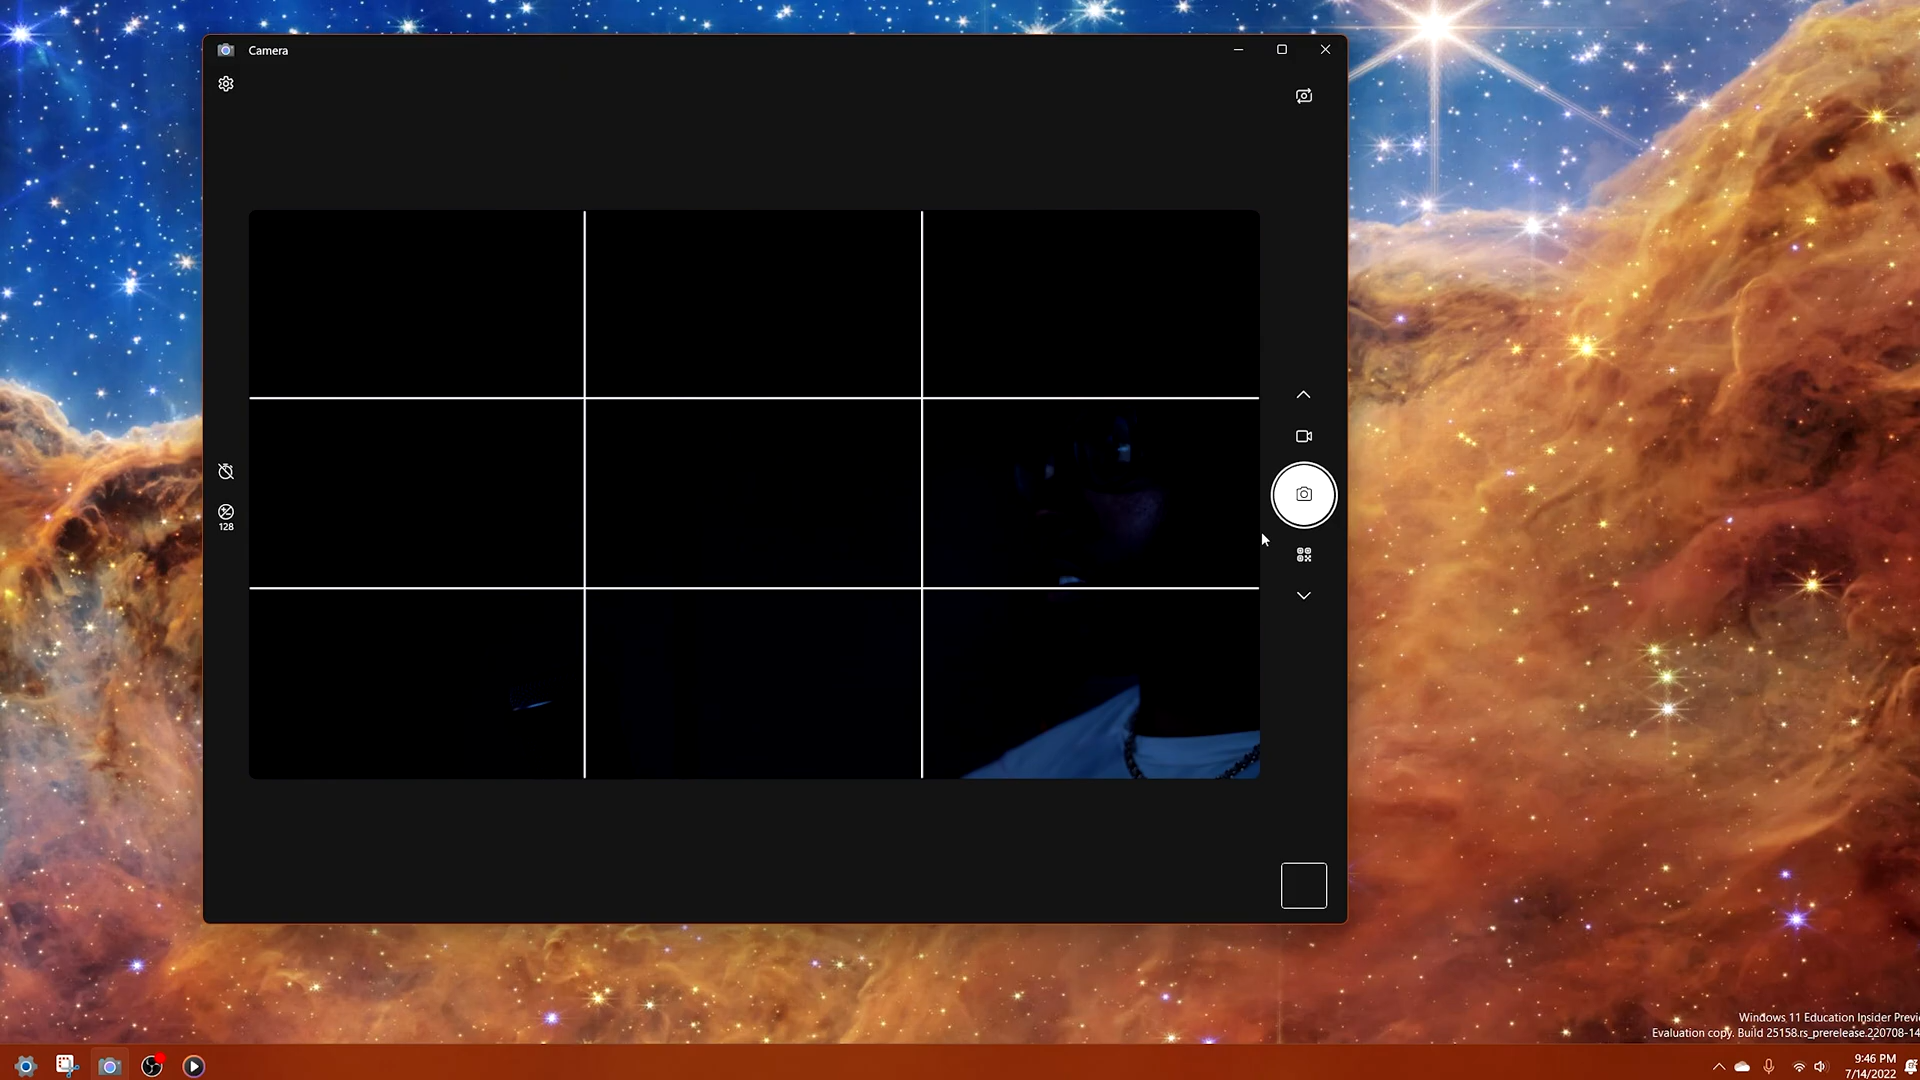 Camera
128
Windows 11 Education Insider Previ
Evaluation copy. Build 25158.rs_prerelease.220708-14
9:46 PM
7/14/2022